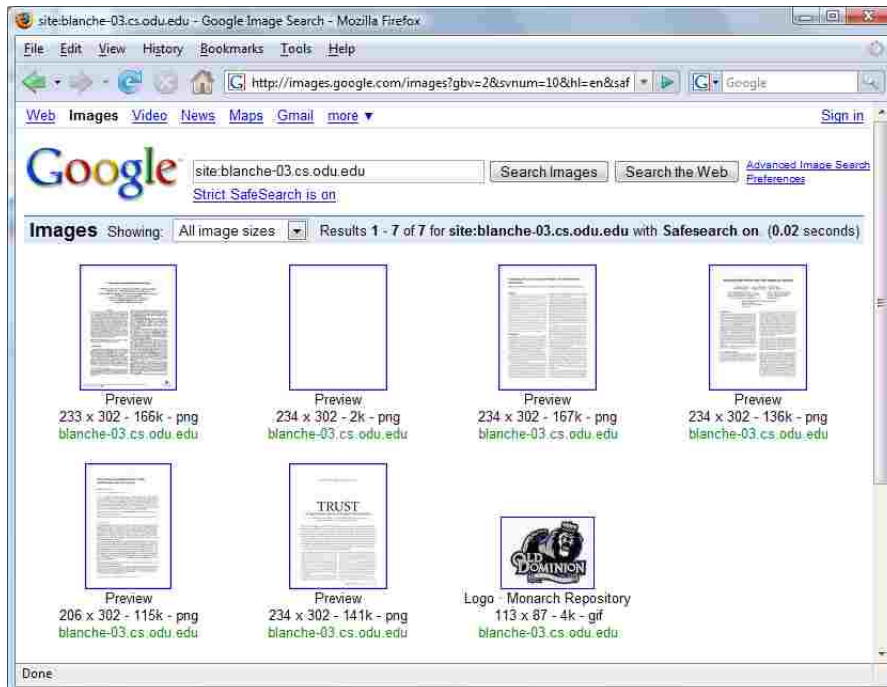 site:blanche-03.cs.odu.edu - Google Image Search - Mozilla Firefox
File Edit View History Bookmarks Tools Help
G http://images.google.com/images?gbv=2&svnum=10&hl=en&saf G Google
Web Images Video News Maps Gmail more ▼ Sign in
Google site:blanche-03.cs.odu.edu Search Images Search the Web Advanced Image Search
Preferences
Strict SafeSearch is on
Images Showing: All image sizes Results 1 - 7 of 7 for site:blanche-03.cs.odu.edu with Safesearch on. (0.02 seconds)
Preview Preview Preview Preview
233 x 302 - 166k - png 234 x 302 - 2k - png 234 x 302 - 167k - png 234 x 302 - 136k - png
blanche-03.cs.odu.edu blanche-03.cs.odu.edu blanche-03.cs.odu.edu blanche-03.cs.odu.edu
TRUST
OLD DOMINION
Preview Preview Logo - Monarch Repository
206 x 302 - 115k - png 234 x 302 - 141k - png 113 x 87 - 4k - gif
blanche-03.cs.odu.edu blanche-03.cs.odu.edu blanche-03.cs.odu.edu
Done